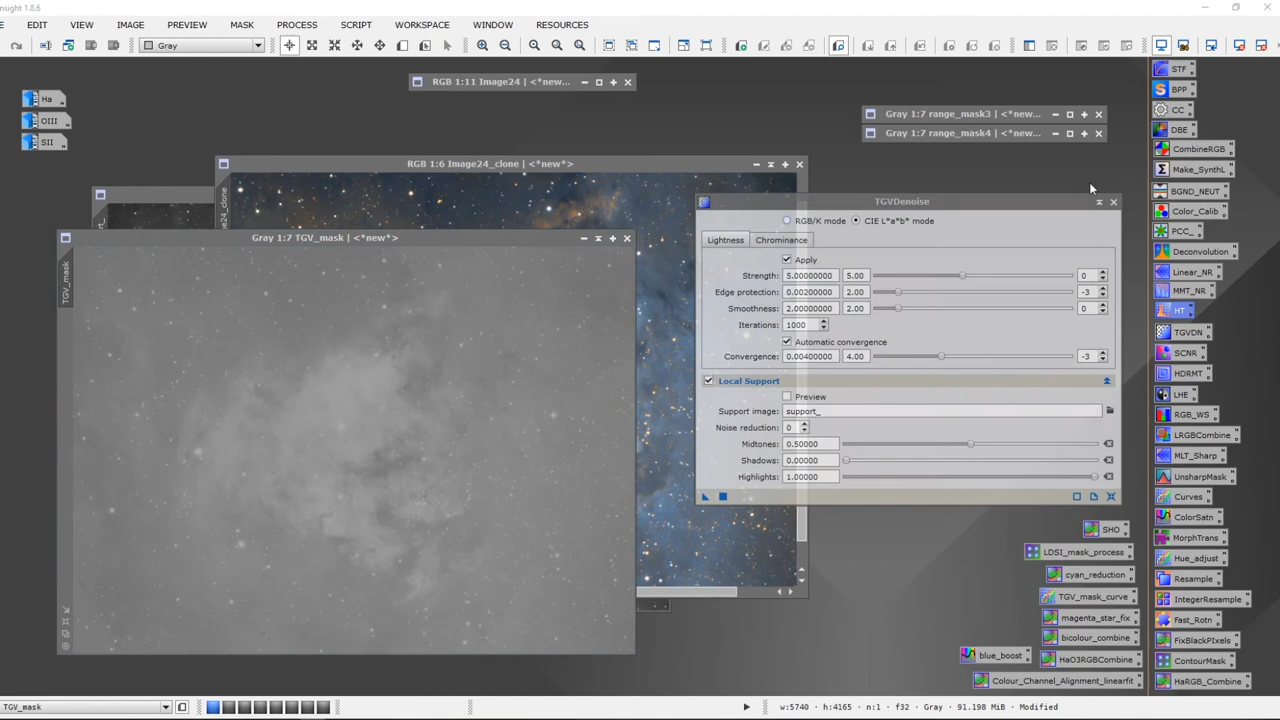 nsight 1.8.6
EDIT VIEW IMAGE PREVIEW MASK PROCESS SCRIPT WORKSPACE WINDOW RESOURCES
Gray
RGB 1:11 Image24 | <*new...
Ha
OIII
SII
Gray 1:7 range_mask3 | <*new...
Gray 1:7 range_mask4 | <*new...
RGB 1:6 Image24_clone | <*new*>
Gray 1:7 TGV_mask | <*new*>
TGV_mask
TGVDenoise
RGB/K mode CIE L*a*b* mode
Lightness Chrominance
Apply
Strength: 5.00000000 5.00 0
Edge protection: 0.00200000 2.00 -3
Smoothness: 2.00000000 2.00 0
Iterations: 1000
Automatic convergence
Convergence: 0.00400000 4.00 -3
Local Support
Preview
Support image: support_
Noise reduction: 0
Midtones: 0.50000
Shadows: 0.00000
Highlights: 1.00000
STF
BPP
CC
DBE
CombineRGB
Make_SynthL
BGND_NEUT
Color_Calib
PCC_
Deconvolution
Linear_NR
MMT_NR
HT
TGVDN
SCNR
HDRMT
LHE
RGB_WS
LRGBCombine
MLT_Sharp
UnsharpMask
Curves
ColorSatn
MorphTrans
Hue_adjust
Resample
IntegerResample
Fast_Rotn
FixBlackPIxels
ContourMask
HaRGB_Combine
SHO
LDSI_mask_process
cyan_reduction
TGV_mask_curve
magenta_star_fix
bicolour_combine
blue_boost
HaO3RGBCombine
Colour_Channel_Alignment_linearfit
TGV_mask
w:5740 · h:4165 · n:1 · f32 · Gray · 91.198 MiB · Modified